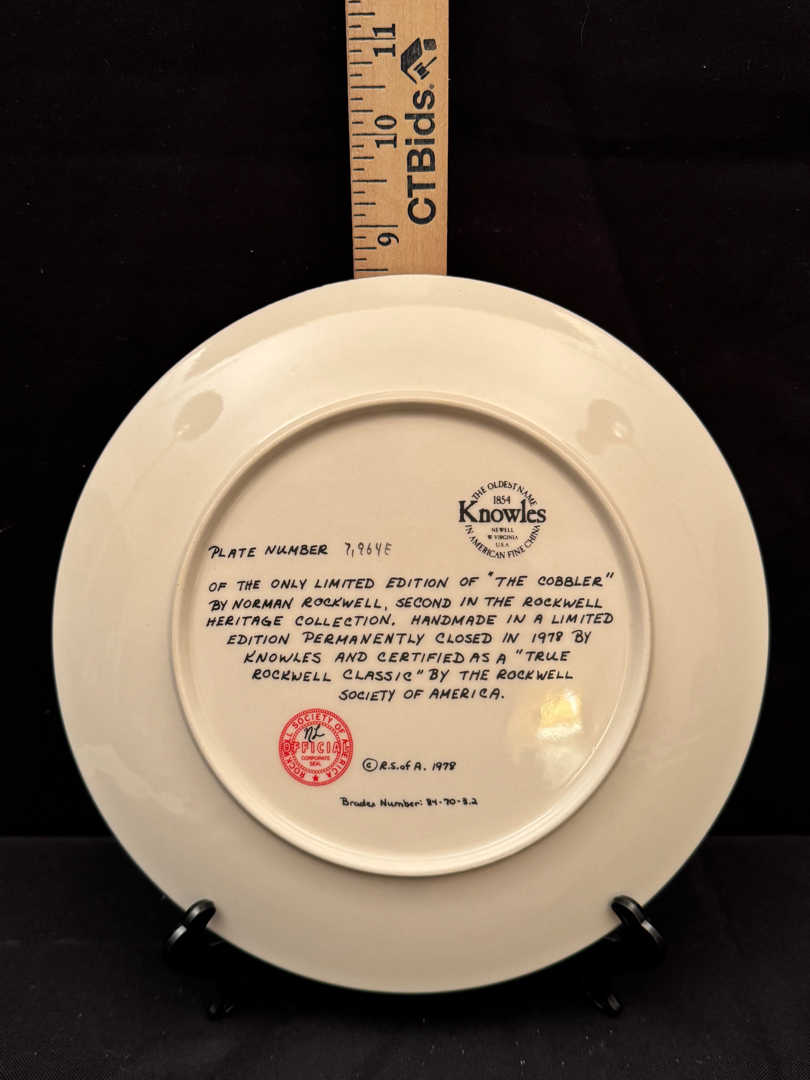 11
10
9
CTBids.
THE OLDEST NAME
1854
Knowles
NEWELL
W VIRGINIA
U.S.A.
IN AMERICAN FINE CHINA
PLATE NUMBER 7,964E
OF THE ONLY LIMITED EDITION OF "THE COBBLER"
BY NORMAN ROCKWELL, SECOND IN THE ROCKWELL
HERITAGE COLLECTION. HANDMADE IN A LIMITED
EDITION PERMANENTLY CLOSED IN 1978 BY
KNOWLES AND CERTIFIED AS A "TRUE
ROCKWELL CLASSIC" BY THE ROCKWELL
SOCIETY OF AMERICA.
ROCKWELL SOCIETY OF AMERICA
OFFICIAL
CORPORATE
SEAL
© R.S. of A. 1978
Bradex Number: 84-70-3.2